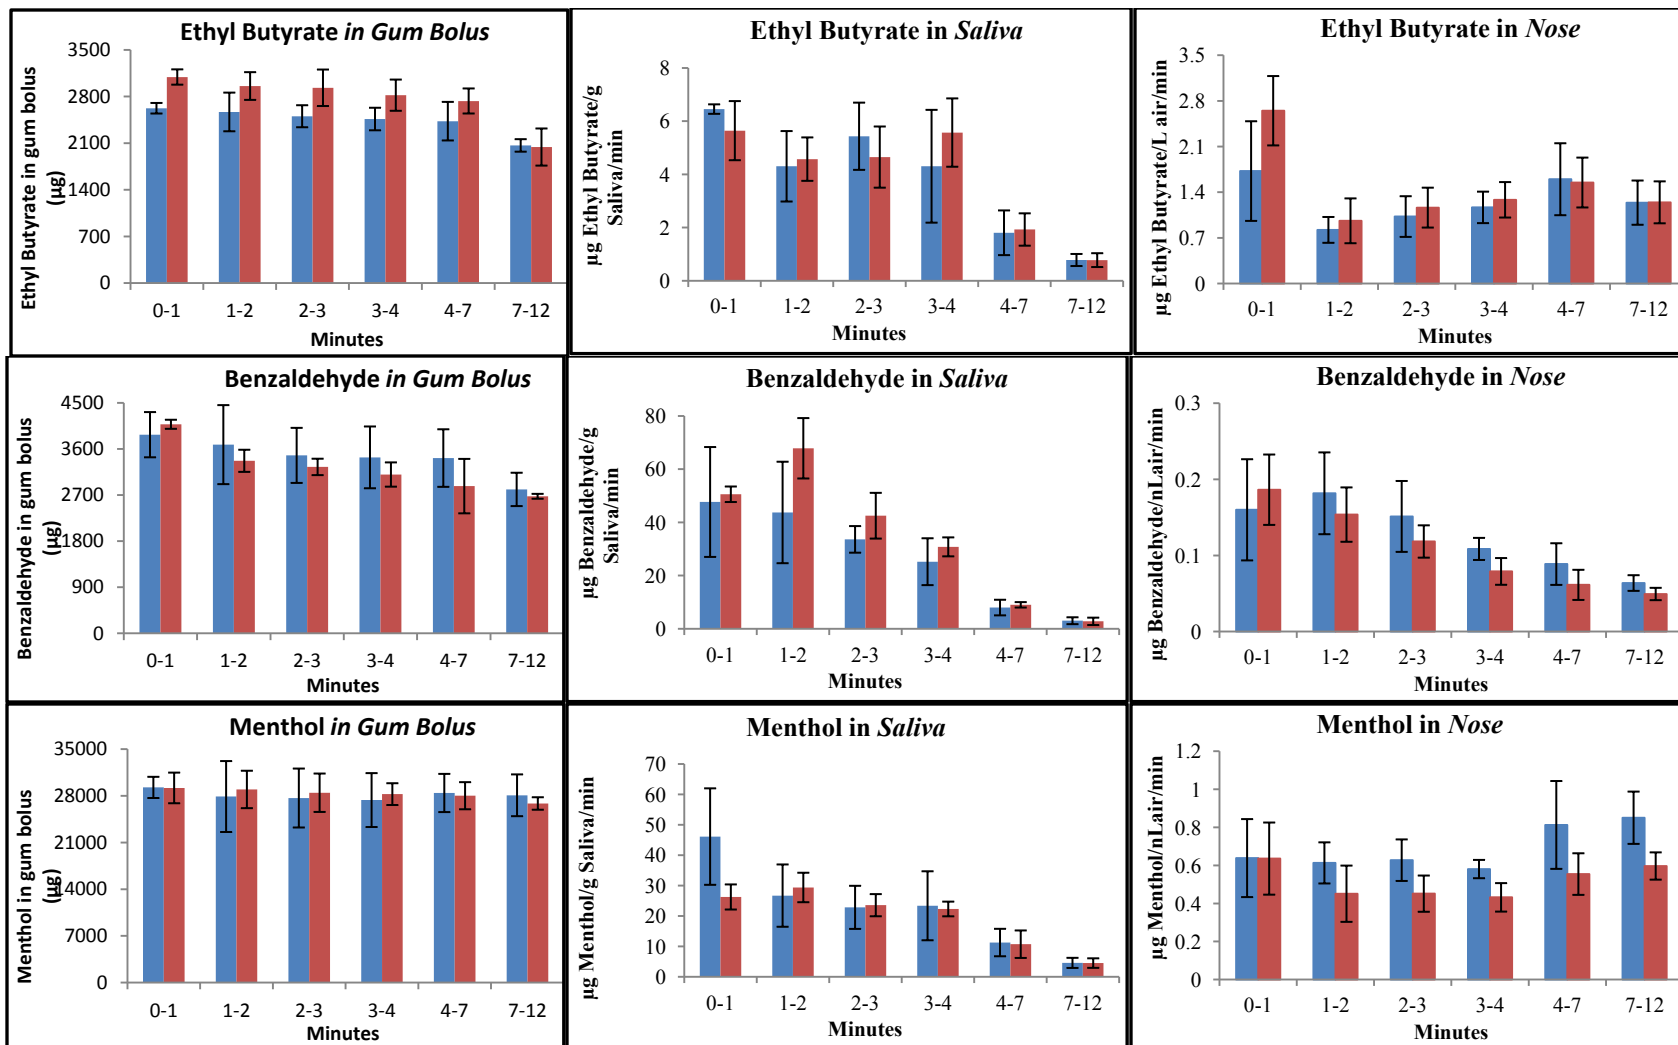 Ethyl Butyrate in Gum Bolus
Ethyl Butyrate in gum bolus
(µg)
3500
2800
2100
1400
700
0
0-1 1-2 2-3 3-4 4-7 7-12
Minutes
Ethyl Butyrate in Saliva
µg Ethyl Butyrate/g
Saliva/min
8
6
4
2
0
0-1 1-2 2-3 3-4 4-7 7-12
Minutes
Ethyl Butyrate in Nose
µg Ethyl Butyrate/L air/min
3.5
2.8
2.1
1.4
0.7
0
0-1 1-2 2-3 3-4 4-7 7-12
Minutes
Benzaldehyde in Gum Bolus
Benzaldehyde in gum bolus
(µg)
4500
3600
2700
1800
900
0
0-1 1-2 2-3 3-4 4-7 7-12
Minutes
Benzaldehyde in Saliva
µg Benzaldehyde/g
Saliva/min
80
60
40
20
0
0-1 1-2 2-3 3-4 4-7 7-12
Minutes
Benzaldehyde in Nose
µg Benzaldehyde/nLair/min
0.3
0.2
0.1
0
0-1 1-2 2-3 3-4 4-7 7-12
Minutes
Menthol in Gum Bolus
Menthol in gum bolus
(µg)
35000
28000
21000
14000
7000
0
0-1 1-2 2-3 3-4 4-7 7-12
Minutes
Menthol in Saliva
µg Menthol/g Saliva/min
70
60
50
40
30
20
10
0
0-1 1-2 2-3 3-4 4-7 7-12
Minutes
Menthol in Nose
µg Menthol/nLair/min
1.2
1
0.8
0.6
0.4
0.2
0
0-1 1-2 2-3 3-4 4-7 7-12
Minutes